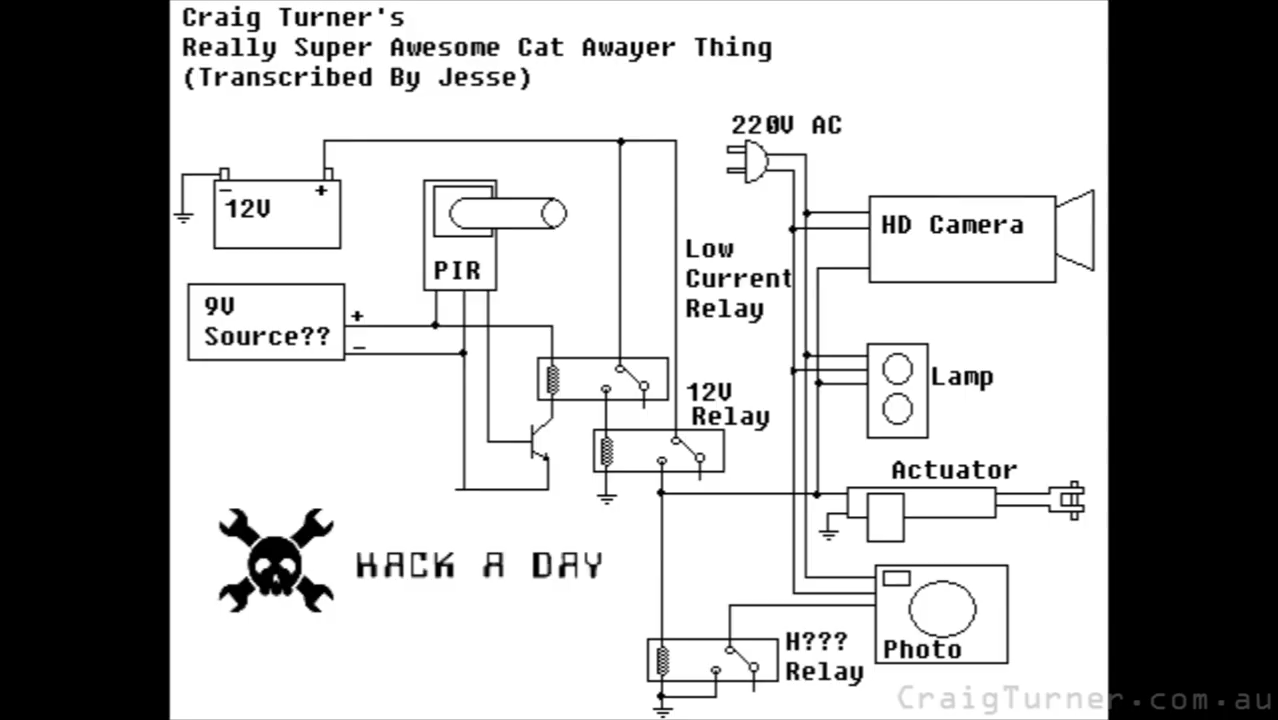 Craig Turner's
Really Super Awesome Cat Awayer Thing
(Transcribed By Jesse)
220V AC
- +
12V
HD Camera
PIR
Low
Current
Relay
9V
Source??
+
-
Lamp
12V
Relay
Actuator
HACK A DAY
H???
Relay
Photo
CraigTurner.com.au